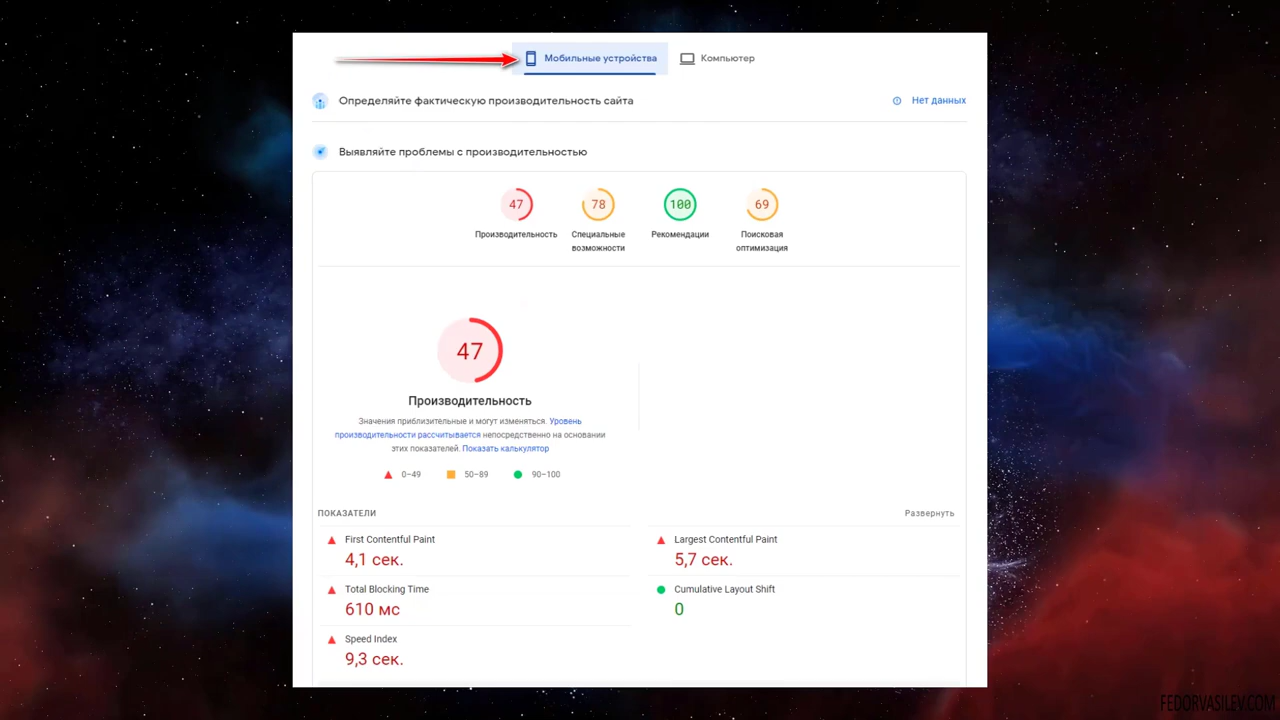 Мобильные устройства
Компьютер
Определяйте фактическую производительность сайта
Нет данных
Выявляйте проблемы с производительностью
47
78
100
69
Производительность
Специальные
возможности
Рекомендации
Поисковая
оптимизация
47
Производительность
Значения приблизительные и могут изменяться. Уровень
производительности рассчитывается непосредственно на основании
этих показателей. Показать калькулятор
0–49
50–89
90–100
ПОКАЗАТЕЛИ
Развернуть
First Contentful Paint
4,1 сек.
Largest Contentful Paint
5,7 сек.
Total Blocking Time
610 мс
Cumulative Layout Shift
0
Speed Index
9,3 сек.
FEDORVASILEV.COM